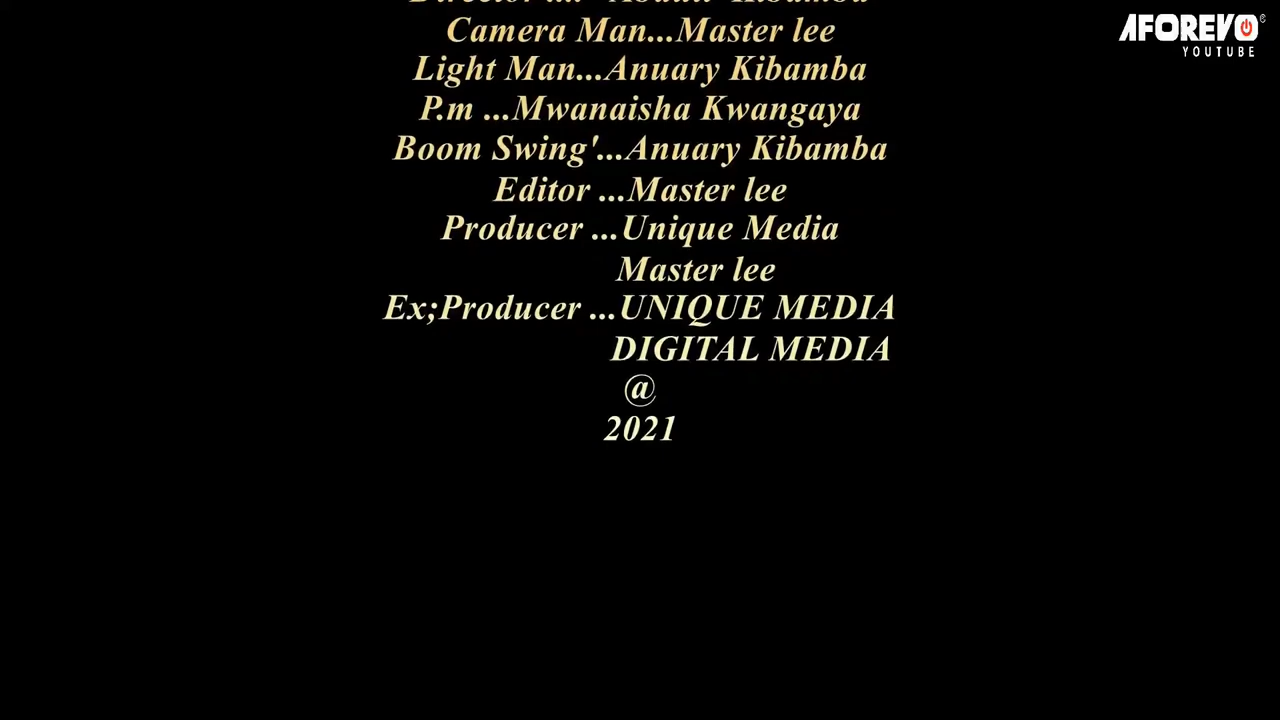 Kibamba
Camera Man...Master lee
Light Man...Anuary Kibamba
P.m ...Mwanaisha Kwangaya
Boom Swing'...Anuary Kibamba
Editor ...Master lee
Producer ...Unique Media
Master lee
Ex;Producer ...UNIQUE MEDIA
DIGITAL MEDIA
@
2021
AFOREVO
YOUTUBE